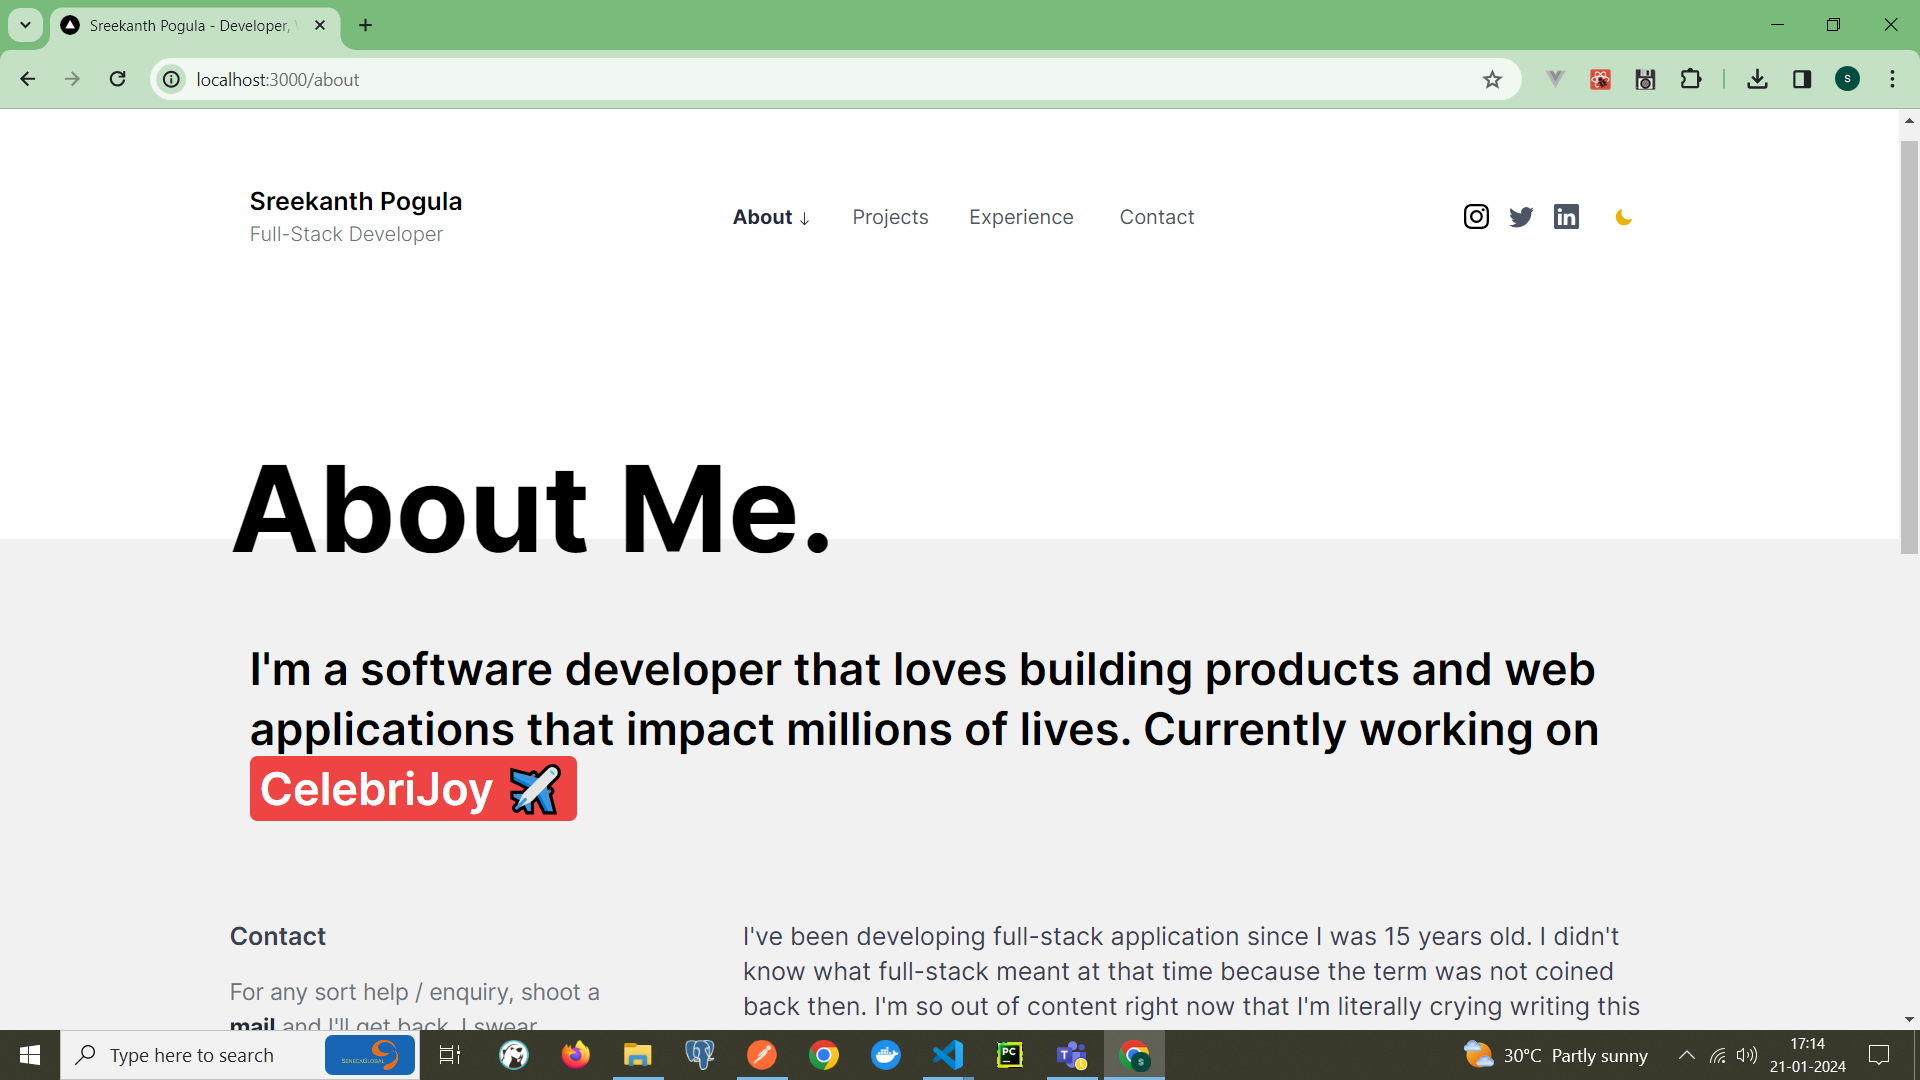 Sreekanth Pogula - Developer,
localhost:3000/about
S
Sreekanth Pogula
Full-Stack Developer
About ↓
Projects
Experience
Contact
About Me.
I'm a software developer that loves building products and web
applications that impact millions of lives. Currently working on
CelebriJoy ✈️
Contact
For any sort help / enquiry, shoot a
mail and I'll get back. I swear.
I've been developing full-stack application since I was 15 years old. I didn't
know what full-stack meant at that time because the term was not coined
back then. I'm so out of content right now that I'm literally crying writing this
Type here to search
SENECAGLOBAL
PC
T
S
30°C Partly sunny
17:14
21-01-2024